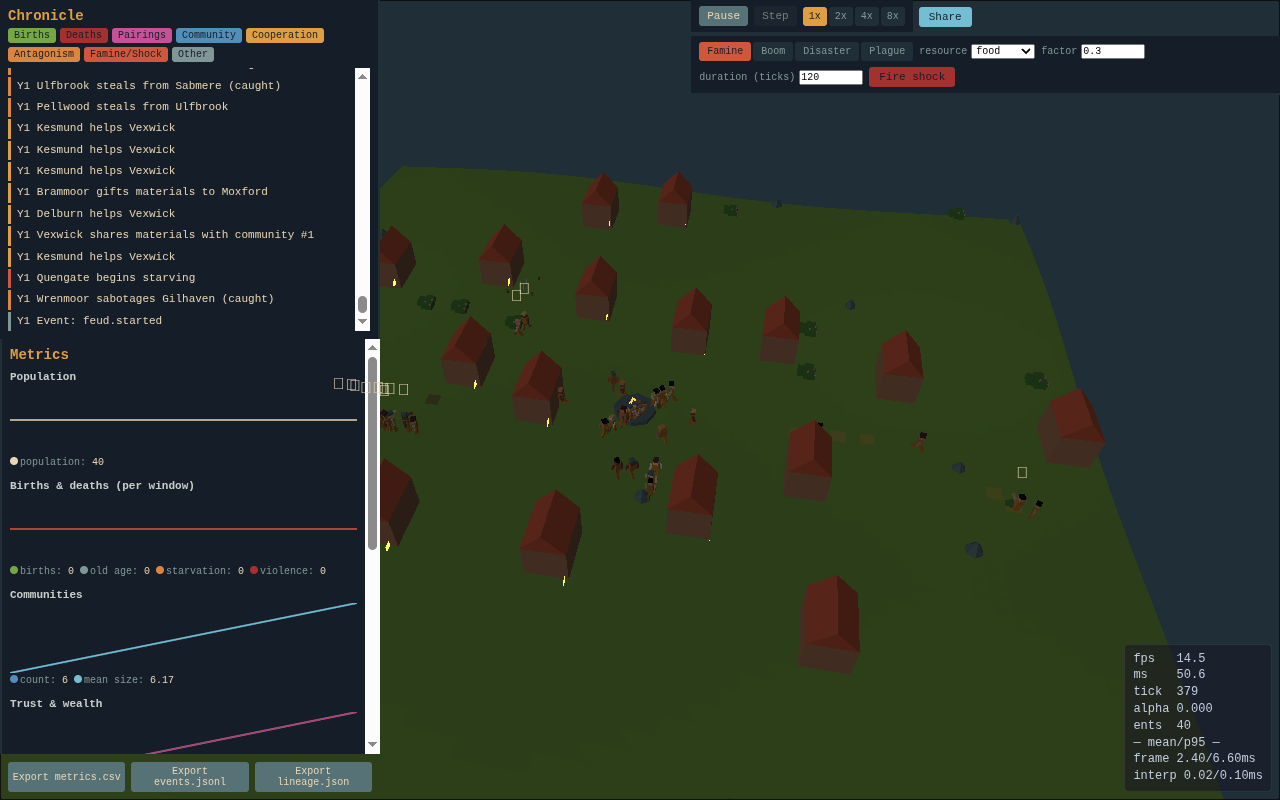 Chronicle
Births Deaths Pairings Community Cooperation
Antagonism Famine/Shock Other
Y1 Ulfbrook steals from Sabmere (caught)
Y1 Pellwood steals from Ulfbrook
Y1 Kesmund helps Vexwick
Y1 Kesmund helps Vexwick
Y1 Kesmund helps Vexwick
Y1 Brammoor gifts materials to Moxford
Y1 Delburn helps Vexwick
Y1 Vexwick shares materials with community #1
Y1 Kesmund helps Vexwick
Y1 Quengate begins starving
Y1 Wrenmoor sabotages Gilhaven (caught)
Y1 Event: feud.started
Metrics
Population
population: 40
Births & deaths (per window)
births: 0 old age: 0 starvation: 0 violence: 0
Communities
count: 6 mean size: 6.17
Trust & wealth
Export metrics.csv
Export events.jsonl
Export lineage.json
Pause Step 1x 2x 4x 8x Share
Famine Boom Disaster Plague resource food factor 0.3
duration (ticks) 120 Fire shock
fps 14.5
ms 50.6
tick 379
alpha 0.000
ents 40
— mean/p95 —
frame 2.40/6.60ms
interp 0.02/0.10ms